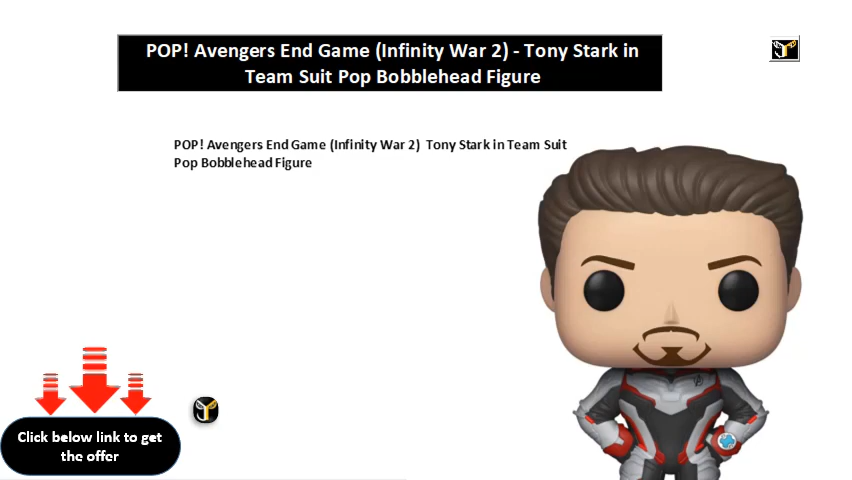 POP! Avengers End Game (Infinity War 2) - Tony Stark in
Team Suit Pop Bobblehead Figure
POP! Avengers End Game (Infinity War 2) Tony Stark in Team Suit
Pop Bobblehead Figure
Click below link to get
the offer